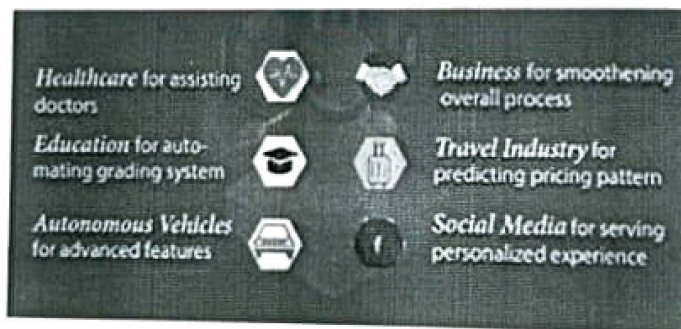 Healthcare for assisting
doctors
Education for auto-
mating grading system
Autonomous Vehicles
for advanced features
Business for smoothening
overall process
Travel Industry for
predicting pricing pattern
f
Social Media for serving
personalized experience